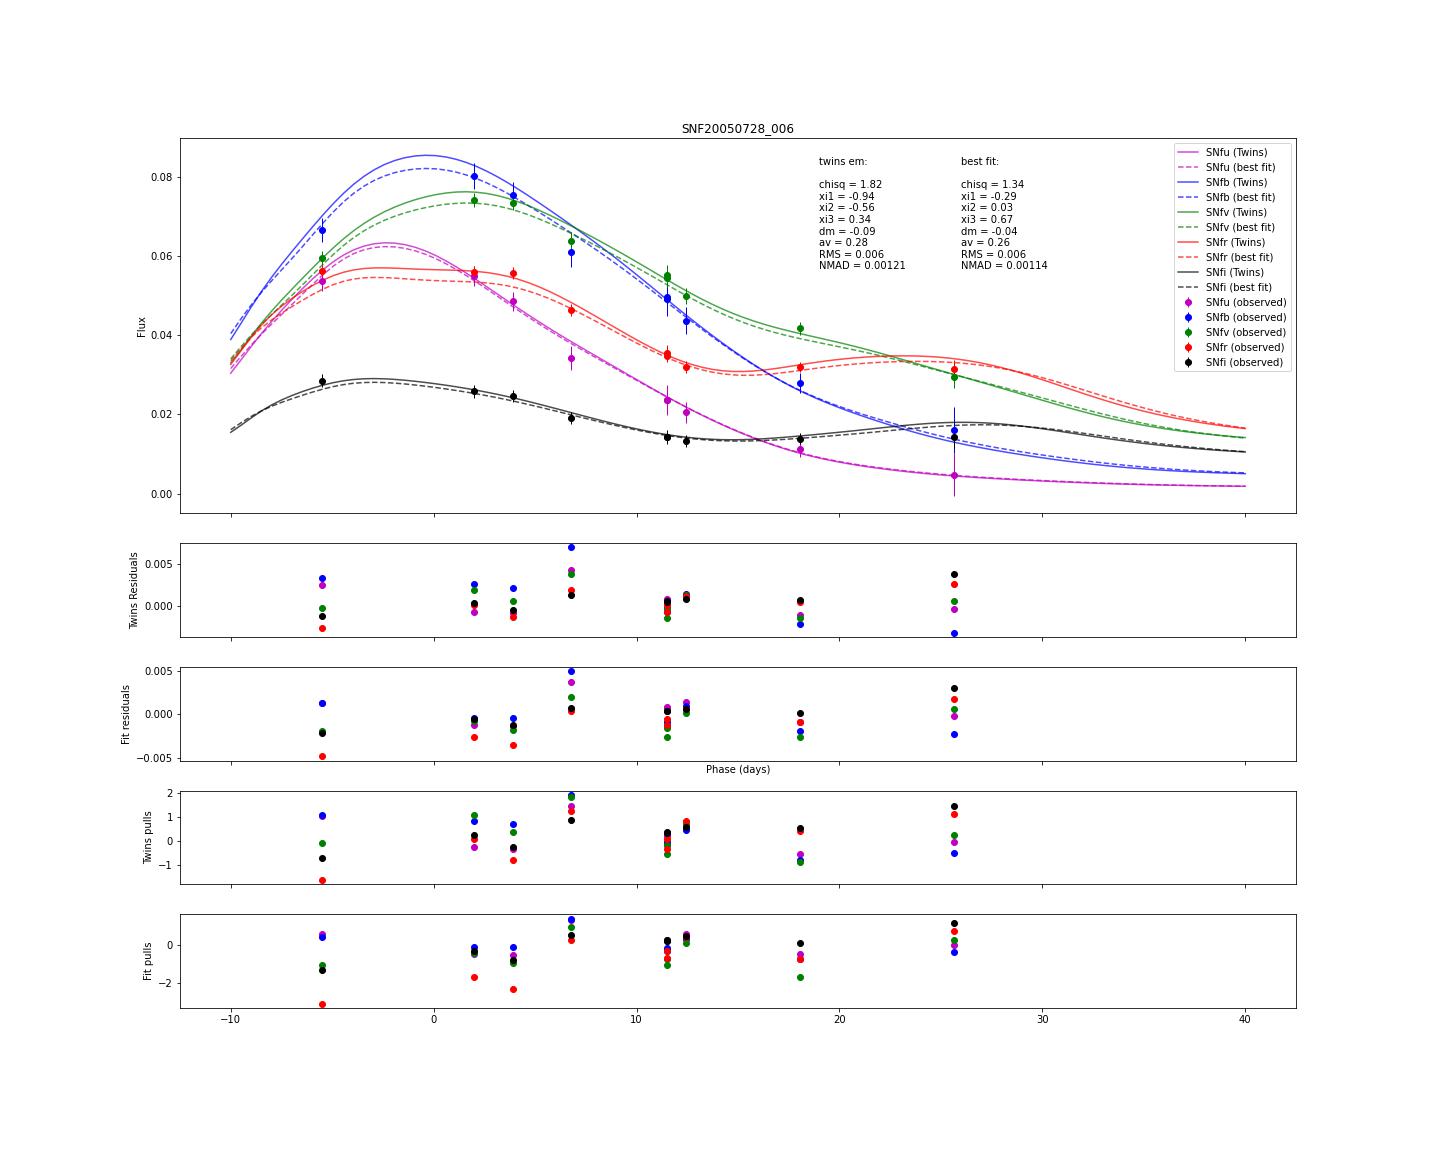 SNF20050728_006
Flux
0.08
0.06
0.04
0.02
0.00
twins em:
chisq = 1.82
xi1 = -0.94
xi2 = -0.56
xi3 = 0.34
dm = -0.09
av = 0.28
RMS = 0.006
NMAD = 0.00121
best fit:
chisq = 1.34
xi1 = -0.29
xi2 = 0.03
xi3 = 0.67
dm = -0.04
av = 0.26
RMS = 0.006
NMAD = 0.00114
SNfu (Twins)
SNfu (best fit)
SNfb (Twins)
SNfb (best fit)
SNfv (Twins)
SNfv (best fit)
SNfr (Twins)
SNfr (best fit)
SNfi (Twins)
SNfi (best fit)
SNfu (observed)
SNfb (observed)
SNfv (observed)
SNfr (observed)
SNfi (observed)
Twins Residuals
0.005
0.000
Fit residuals
0.005
0.000
−0.005
Phase (days)
Twins pulls
2
1
0
−1
Fit pulls
0
−2
−10 0 10 20 30 40